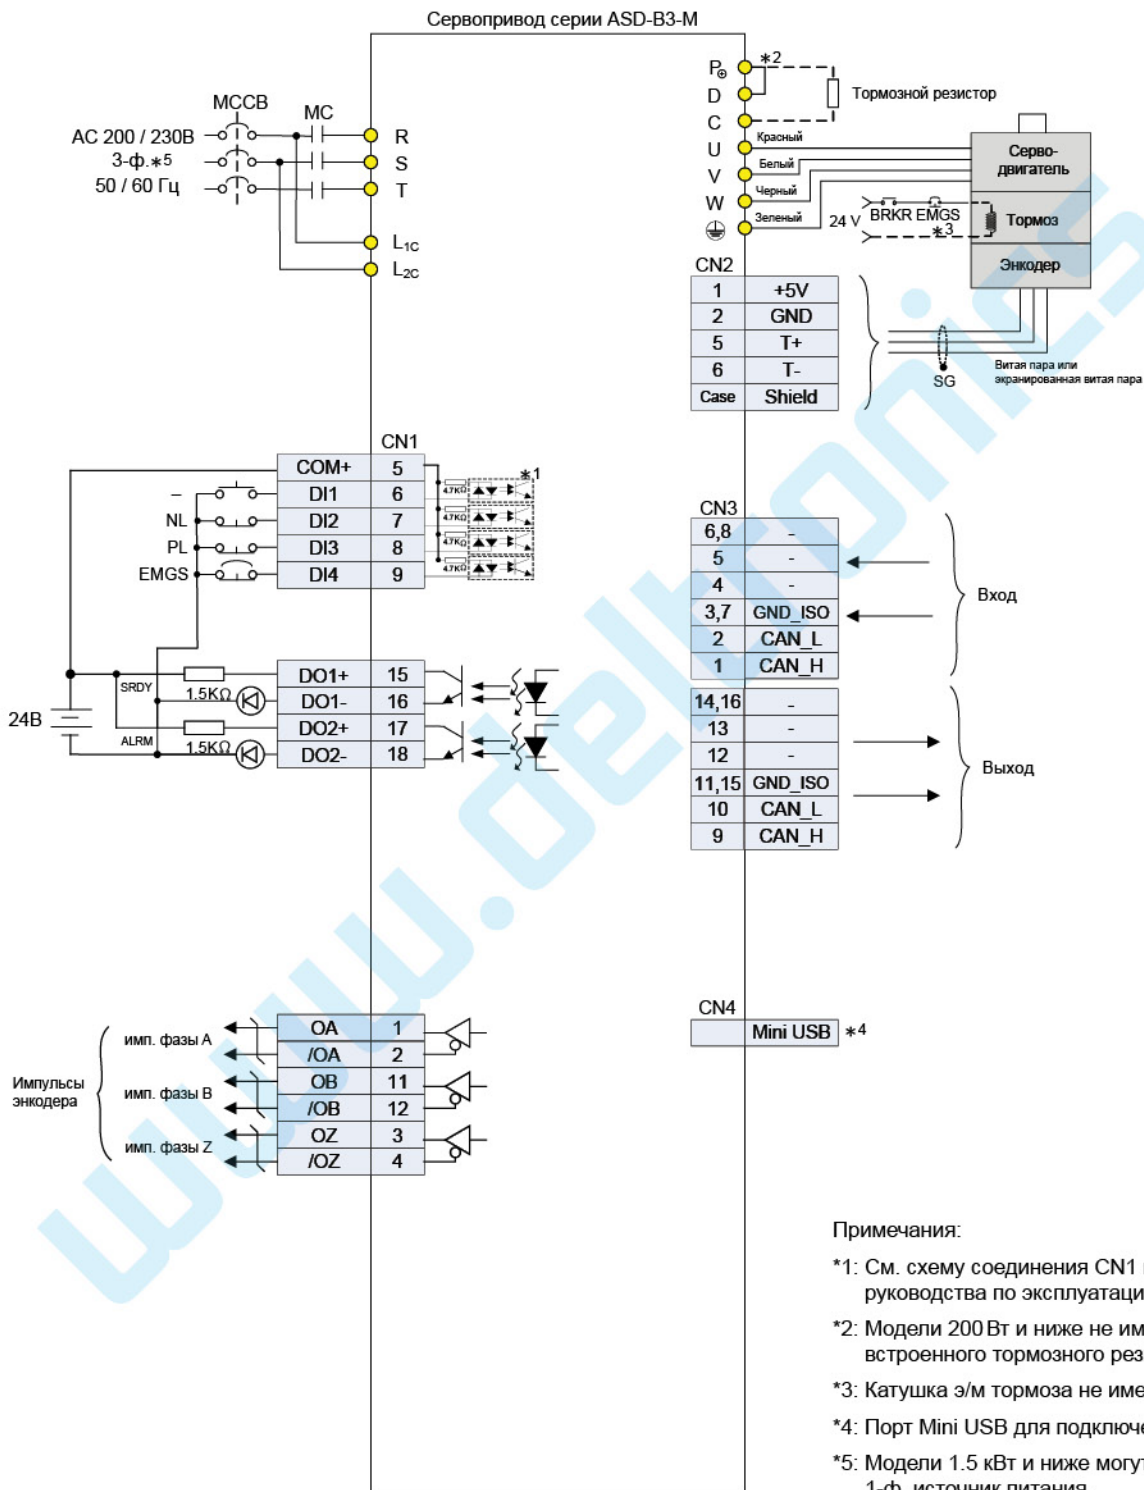 Сервопривод серии ASD-B3-M
MCCB
MC
AC 200 / 230В
3-ф.*5
50 / 60 Гц
R
S
T
L1C
L2C
P⊕
D
C
U
V
W
*2
Тормозной резистор
Красный
Белый
Черный
Зеленый
Серво-
двигатель
Тормоз
Энкодер
24 V
BRKR EMGS
*3
CN2
1 +5V
2 GND
5 T+
6 T-
Case Shield
SG
Витая пара или
экранированная витая пара
CN1
COM+ 5
– DI1 6
NL DI2 7
PL DI3 8
EMGS DI4 9
*1
4.7KΩ
4.7KΩ
4.7KΩ
4.7KΩ
CN3
6,8 -
5 -
4 -
3,7 GND_ISO
2 CAN_L
1 CAN_H
Вход
14,16 -
13 -
12 -
11,15 GND_ISO
10 CAN_L
9 CAN_H
Выход
24В
SRDY
1.5KΩ
ALRM
1.5KΩ
DO1+ 15
DO1- 16
DO2+ 17
DO2- 18
CN4
Mini USB *4
Импульсы
энкодера
имп. фазы A
имп. фазы B
имп. фазы Z
OA 1
/OA 2
OB 11
/OB 12
OZ 3
/OZ 4
Примечания:
*1: См. схему соединения CN1
руководства по эксплуатаци
*2: Модели 200 Вт и ниже не им
встроенного тормозного рез
*3: Катушка э/м тормоза не име
*4: Порт Mini USB для подключе
*5: Модели 1.5 кВт и ниже могут
1-ф. источник питания
www.deltronics